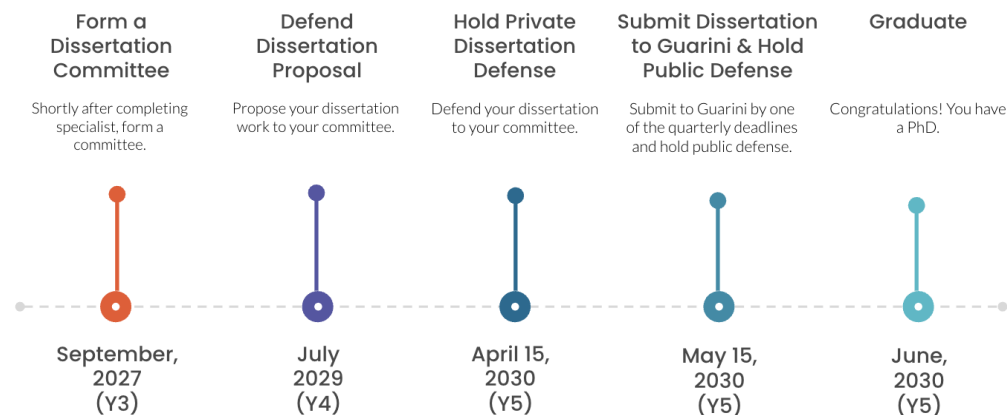 Form a
Dissertation
Committee
Shortly after completing
specialist, form a
committee.
September,
2027
(Y3)
Defend
Dissertation
Proposal
Propose your dissertation
work to your committee.
July
2029
(Y4)
Hold Private
Dissertation
Defense
Defend your dissertation
to your committee.
April 15,
2030
(Y5)
Submit Dissertation
to Guarini & Hold
Public Defense
Submit to Guarini by one
of the quarterly deadlines
and hold public defense.
May 15,
2030
(Y5)
Graduate
Congratulations! You have
a PhD.
June,
2030
(Y5)